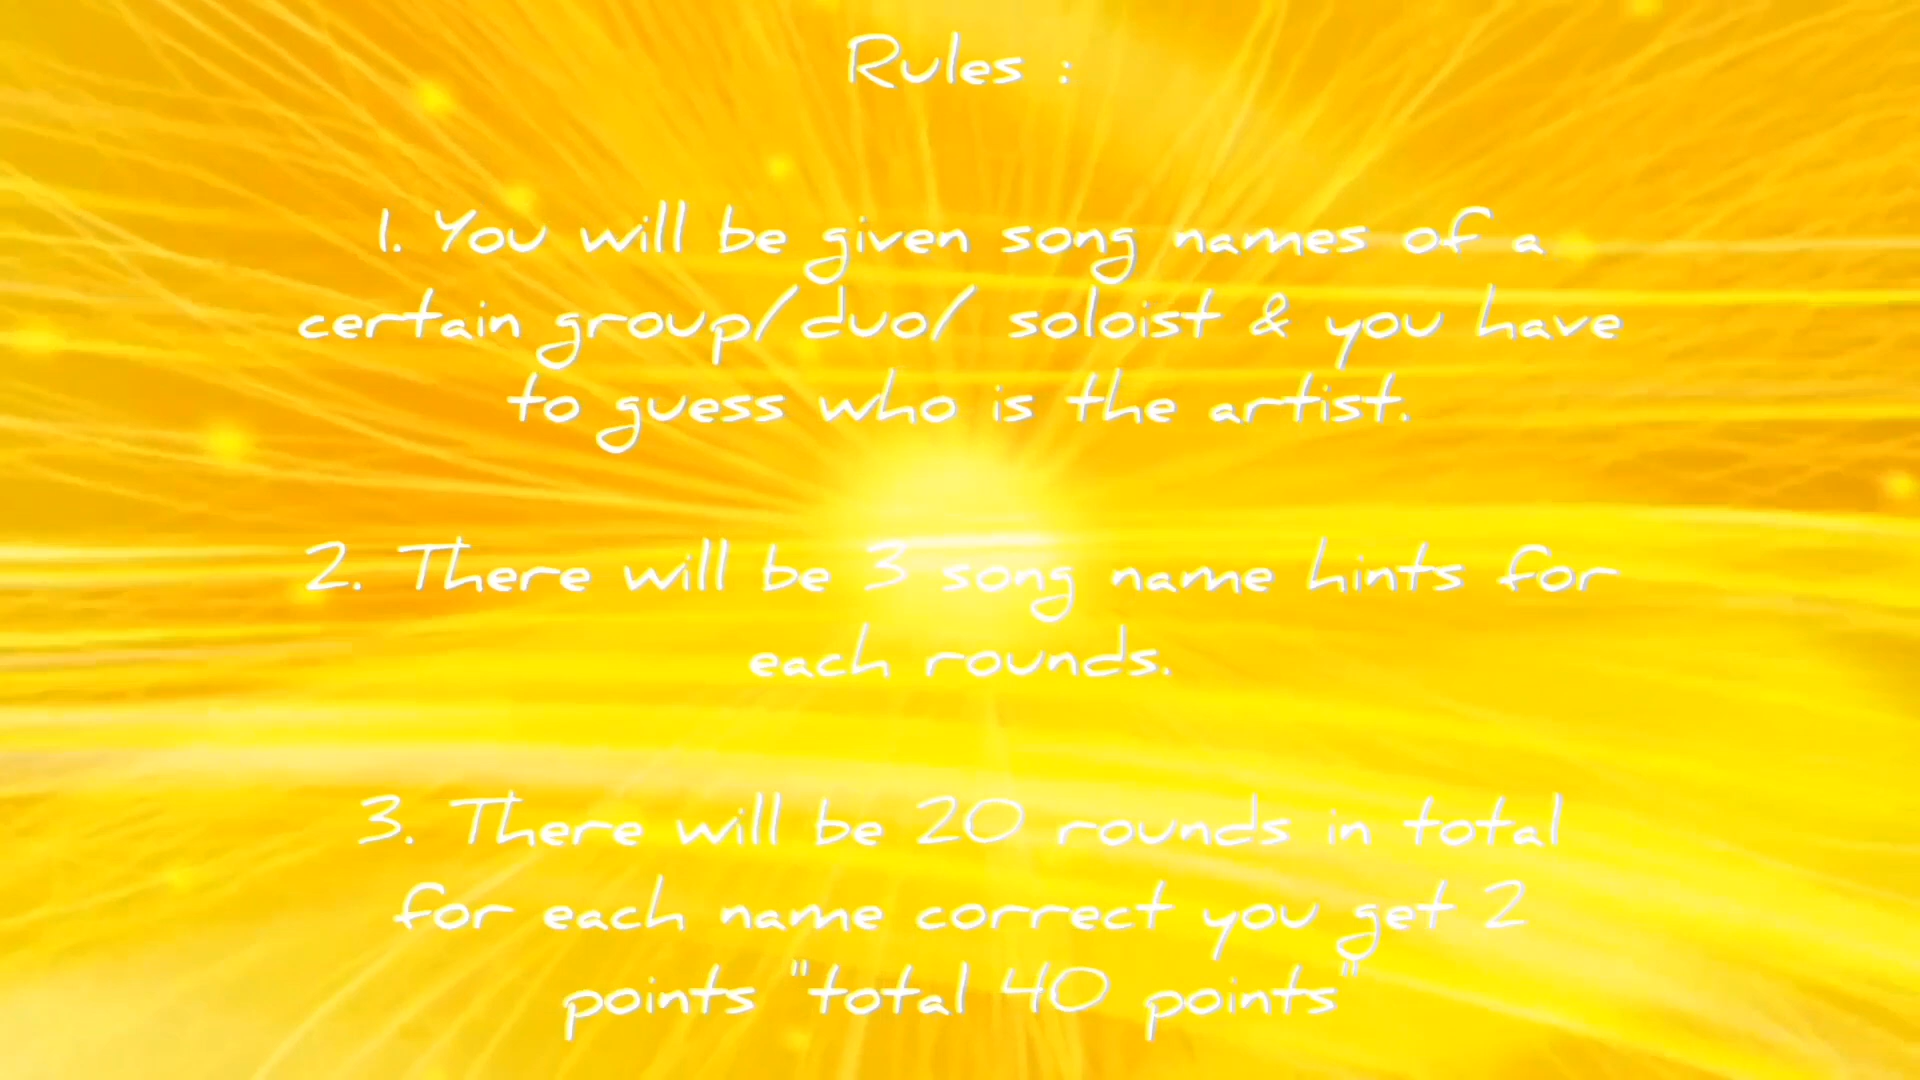 Rules :
1. You will be given song names of a
certain group/duo/ soloist & you have
to guess who is the artist.
2. There will be 3 song name hints for
each rounds.
3. There will be 20 rounds in total
for each name correct you get 2
points "total 40 points"